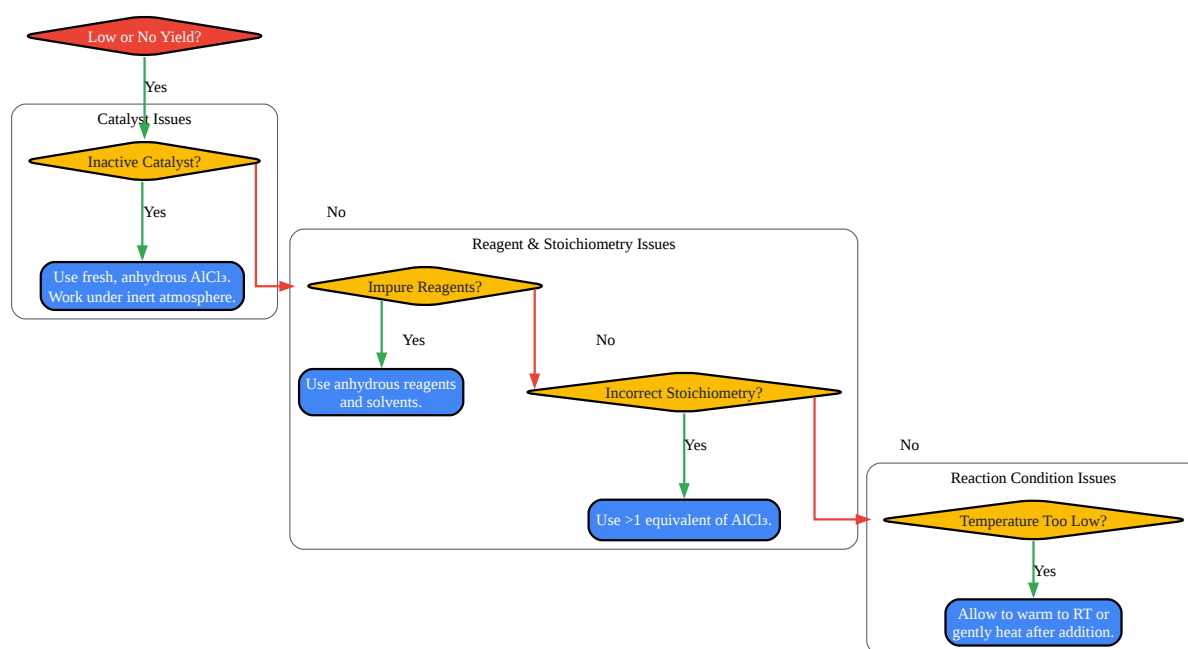 Low or No Yield?
Yes
Catalyst Issues
Inactive Catalyst?
Yes
Use fresh, anhydrous AlCl₃.
Work under inert atmosphere.
No
Reagent & Stoichiometry Issues
Impure Reagents?
Yes
Use anhydrous reagents
and solvents.
No
Incorrect Stoichiometry?
Yes
Use >1 equivalent of AlCl₃.
No
Reaction Condition Issues
Temperature Too Low?
Yes
Allow to warm to RT or
gently heat after addition.